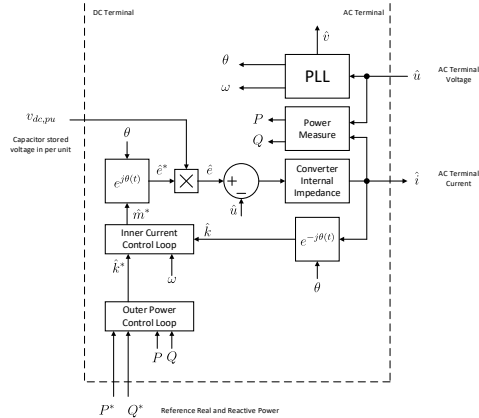 DC Terminal
AC Terminal
v̂
θ
ω
PLL
û
AC Terminal
Voltage
v_{dc,pu}
Capacitor stored
voltage in per unit
P
Q
Power
Measure
θ
e^{jθ(t)}
ê*
×
ê
+
−
û
Converter
Internal
Impedance
î
AC Terminal
Current
m̂*
Inner Current
Control Loop
k̂
e^{-jθ(t)}
θ
k̂*
ω
Outer Power
Control Loop
P Q
P* Q*
Reference Real and Reactive Power